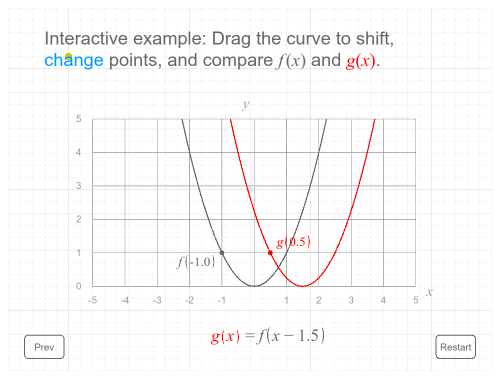 Interactive example: Drag the curve to shift,
change points, and compare f(x) and g(x).
y
5
4
3
2
1
0
g(0.5)
f(-1.0)
-5 -4 -3 -2 -1 1 2 3 4 5
x
g(x) = f(x − 1.5)
Prev
Restart